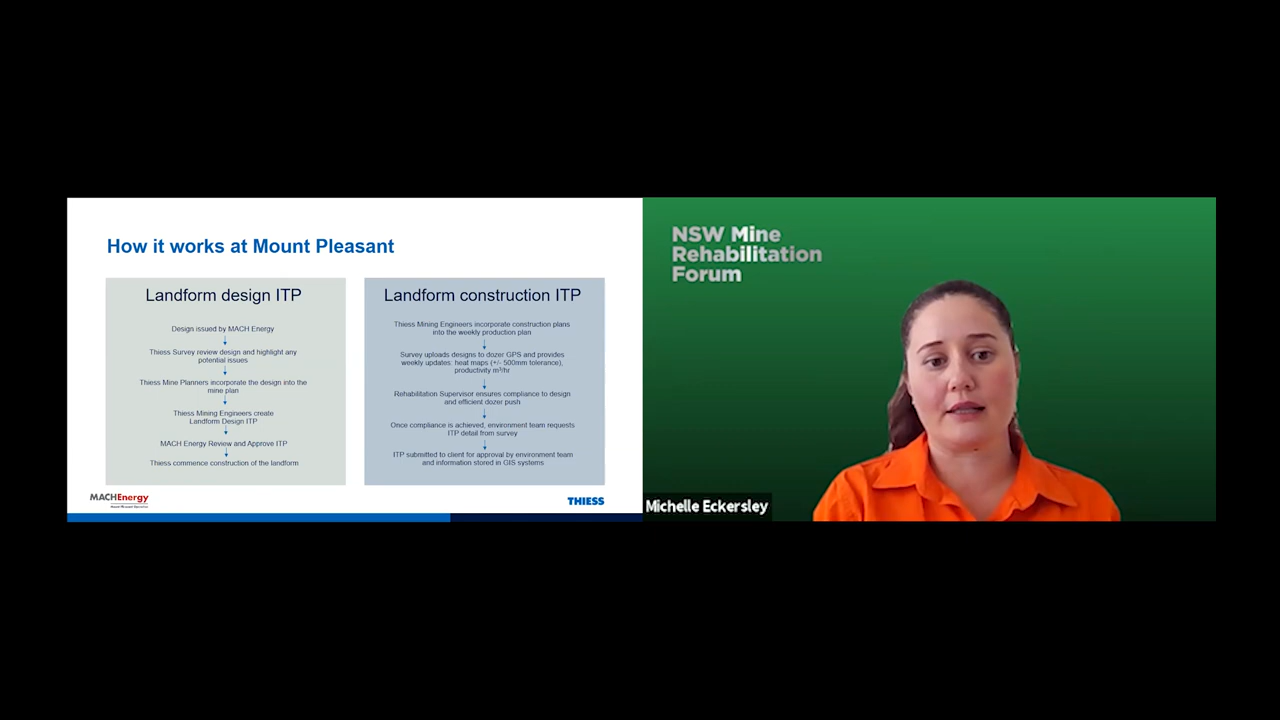 How it works at Mount Pleasant
Landform design ITP
Design issued by MACH Energy
Thiess Survey review design and highlight any
potential issues
Thiess Mine Planners incorporate the design into the
mine plan
Thiess Mining Engineers create
Landform Design ITP
MACH Energy Review and Approve ITP
Thiess commence construction of the landform
Landform construction ITP
Thiess Mining Engineers incorporate construction plans
into the weekly production plan
Survey uploads designs to dozer GPS and provides
weekly updates: heat maps (+/- 500mm tolerance),
productivity m³/hr
Rehabilitation Supervisor ensures compliance to design
and efficient dozer push
Once compliance is achieved, environment team requests
ITP detail from survey
ITP submitted to client for approval by environment team
and information stored in GIS systems
MACHEnergy
THIESS
NSW Mine
Rehabilitation
Forum
Michelle Eckersley